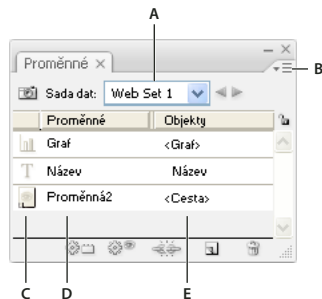 A
Proměnné
B
Sada dat: Web Set 1
Proměnné Objekty
Graf <Graf>
T Název Název
Proměnná2 <Cesta>
C D E